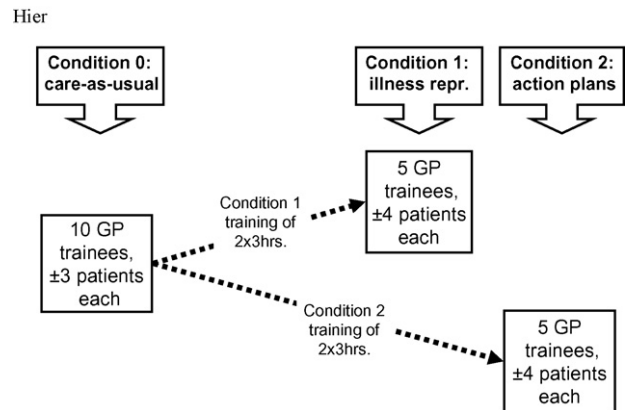 Hier
Condition 0:
care-as-usual
Condition 1:
illness repr.
Condition 2:
action plans
10 GP
trainees,
±3 patients
each
Condition 1
training of
2x3hrs.
5 GP
trainees,
±4 patients
each
Condition 2
training of
2x3hrs.
5 GP
trainees,
±4 patients
each